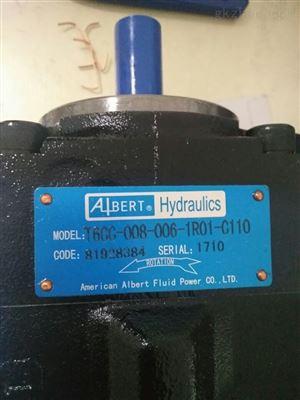 ALBERT® Hydraulics
MODEL: T6CC-008-006-1R01-C110
CODE: 81928384 SERIAL: 1710
ROTATION
American Albert Fluid Power CO.,LTD.